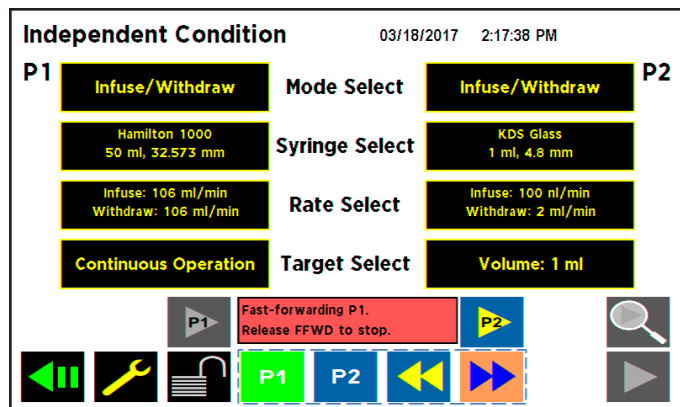 Independent Condition 03/18/2017 2:17:38 PM
P1 P2
Infuse/Withdraw Mode Select Infuse/Withdraw
Hamilton 1000
50 ml, 32.573 mm
Syringe Select
KDS Glass
1 ml, 4.8 mm
Infuse: 106 ml/min
Withdraw: 106 ml/min
Rate Select
Infuse: 100 nl/min
Withdraw: 2 ml/min
Continuous Operation Target Select Volume: 1 ml
P1
Fast-forwarding P1.
Release FFWD to stop.
P2
P1 P2